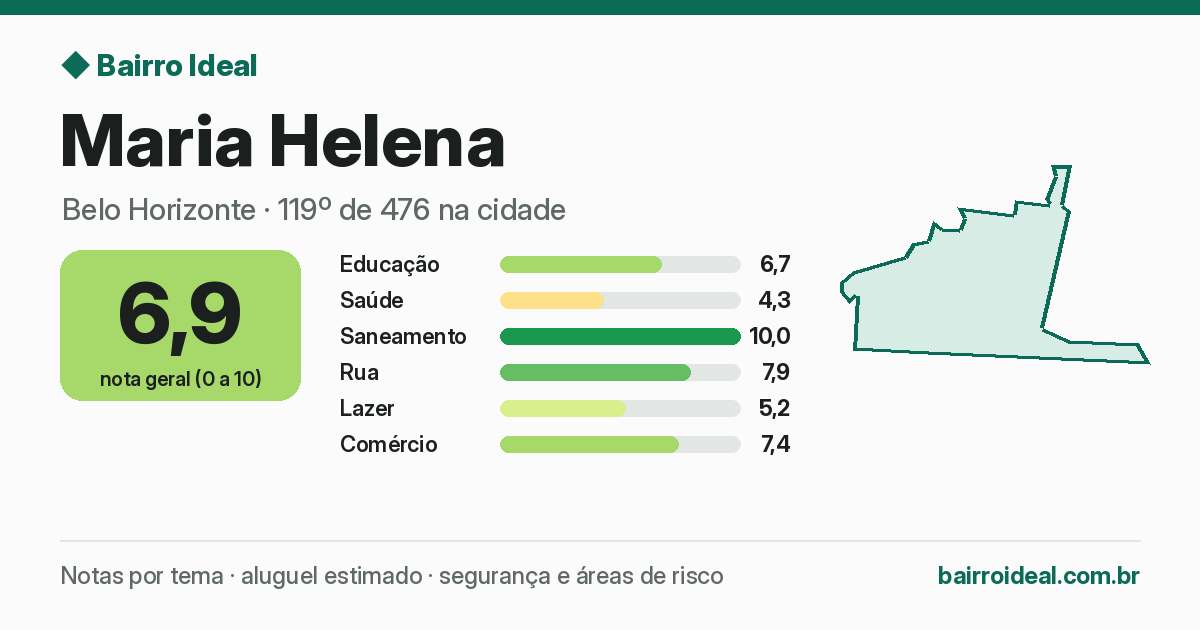 Bairro Ideal
Maria Helena
Belo Horizonte · 119º de 476 na cidade
6,9
nota geral (0 a 10)
Educação 6,7
Saúde 4,3
Saneamento 10,0
Rua 7,9
Lazer 5,2
Comércio 7,4
Notas por tema · aluguel estimado · segurança e áreas de risco
bairroideal.com.br